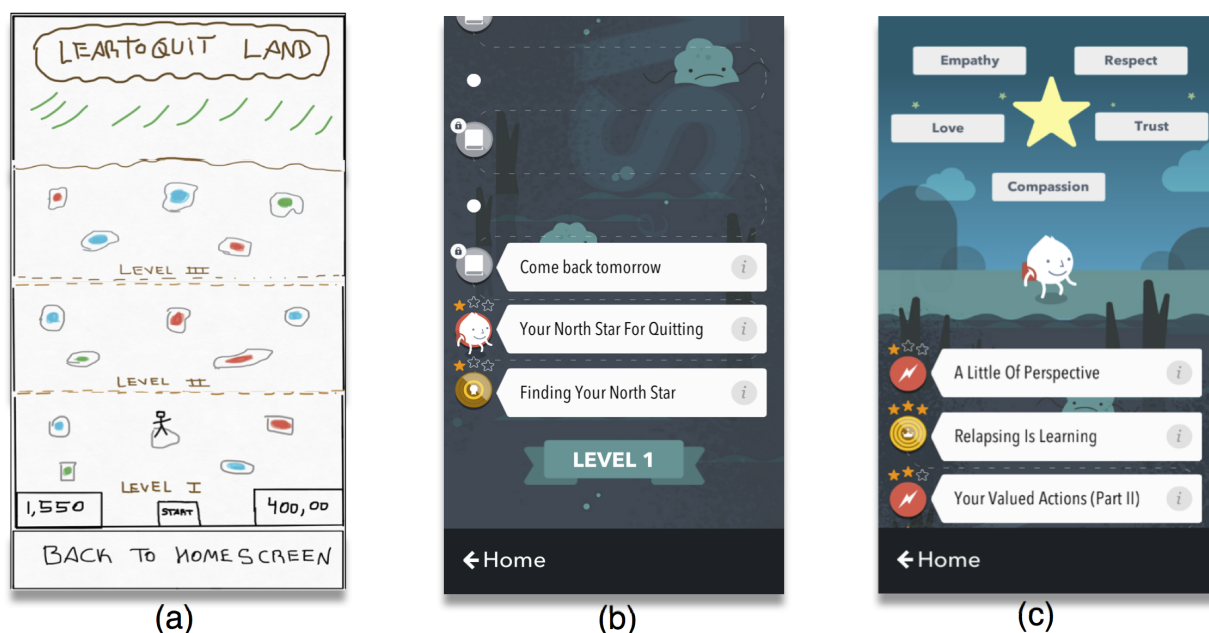 LEARTOQUIT LAND
LEVEL III
LEVEL II
LEVEL I
1,550
START
400,00
BACK TO HOMESCREEN
(a)
Come back tomorrow
i
Your North Star For Quitting
i
Finding Your North Star
i
LEVEL 1
Home
(b)
Empathy
Respect
Love
Trust
Compassion
A Little Of Perspective
i
Relapsing Is Learning
i
Your Valued Actions (Part II)
i
Home
(c)